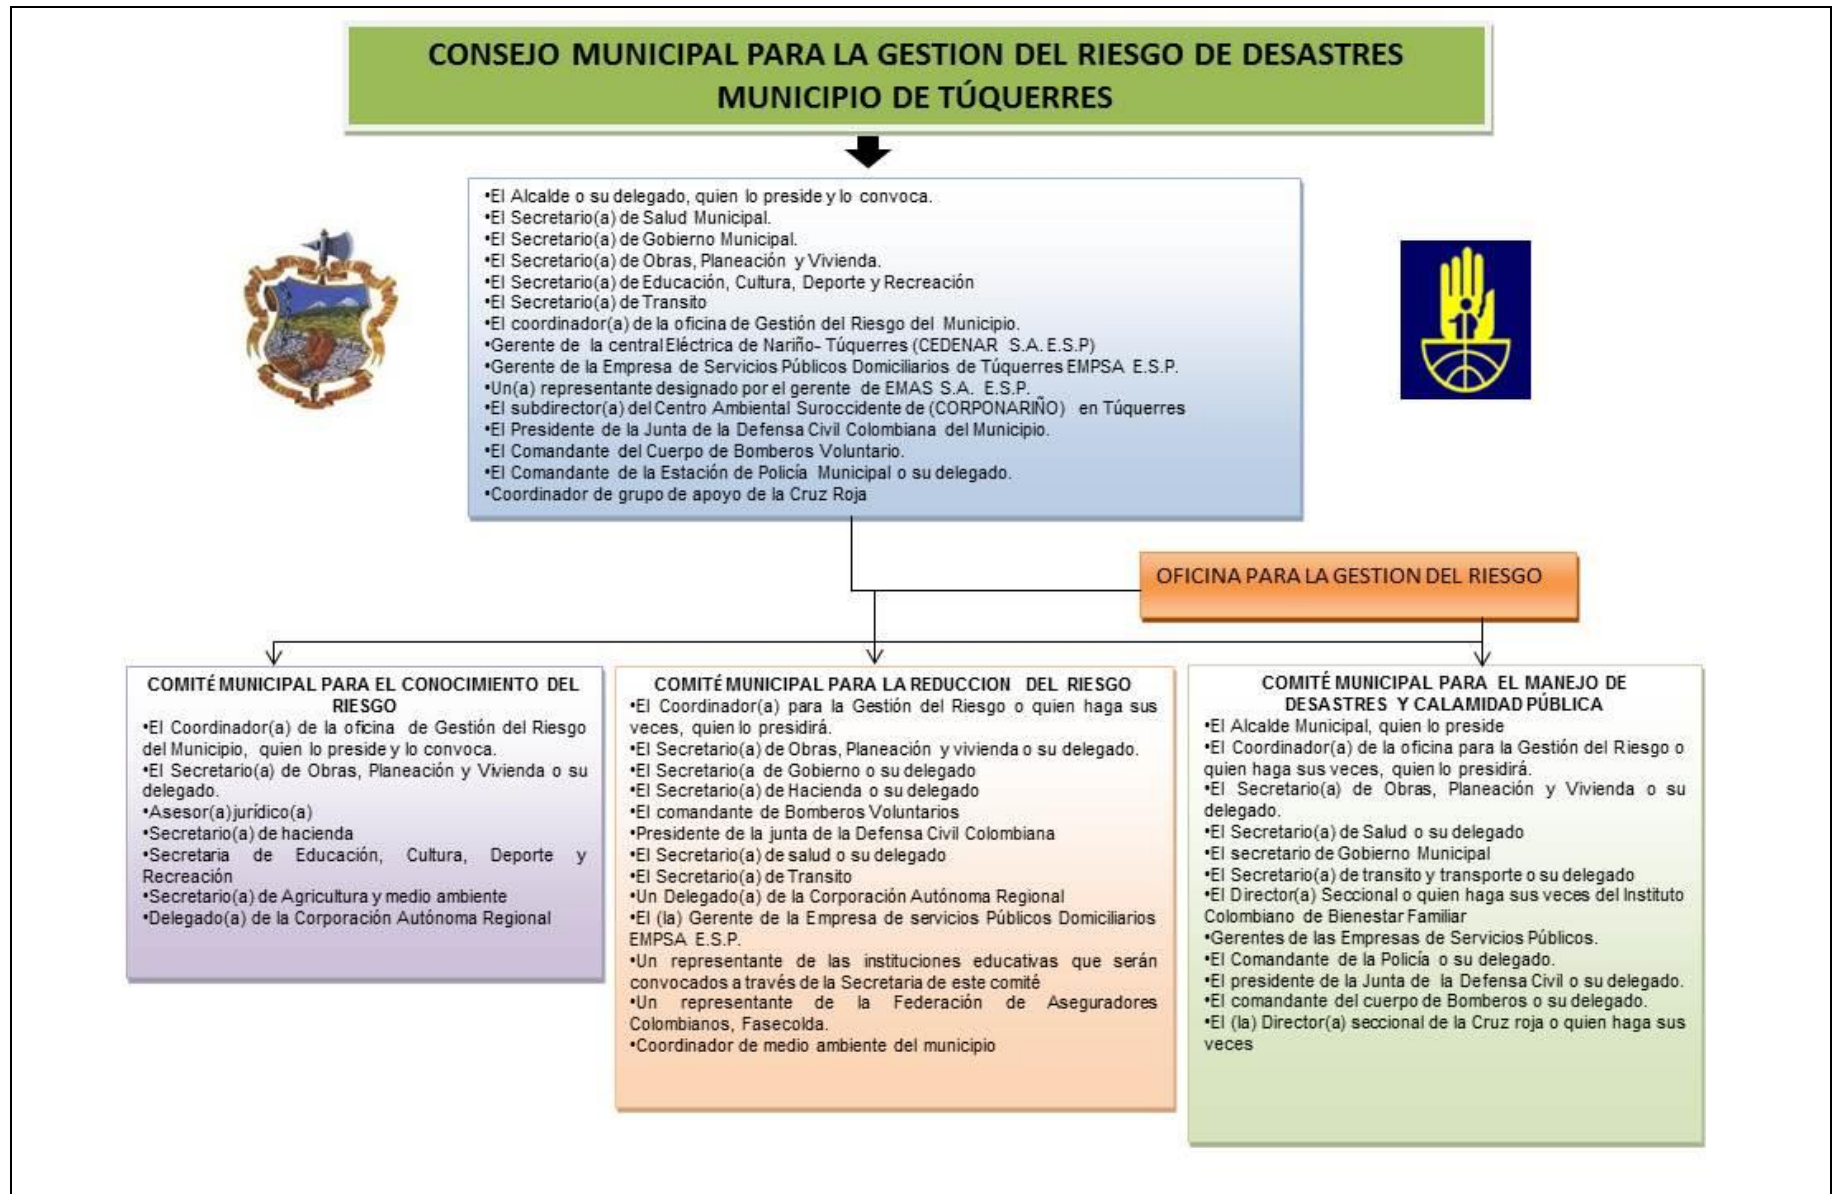 CONSEJO MUNICIPAL PARA LA GESTION DEL RIESGO DE DESASTRES
MUNICIPIO DE TÚQUERRES
•El Alcalde o su delegado, quien lo preside y lo convoca.
•El Secretario(a) de Salud Municipal.
•El Secretario(a) de Gobierno Municipal.
•El Secretario(a) de Obras, Planeación y Vivienda.
•El Secretario(a) de Educación, Cultura, Deporte y Recreación
•El Secretario(a) de Transito
•El coordinador(a) de la oficina de Gestión del Riesgo del Municipio.
•Gerente de la central Eléctrica de Nariño- Túquerres (CEDENAR S.A. E.S.P)
•Gerente de la Empresa de Servicios Públicos Domiciliarios de Túquerres EMPSA E.S.P.
•Un(a) representante designado por el gerente de EMAS S.A. E.S.P.
•El subdirector(a) del Centro Ambiental Suroccidente de (CORPONARIÑO) en Túquerres
•El Presidente de la Junta de la Defensa Civil Colombiana del Municipio.
•El Comandante del Cuerpo de Bomberos Voluntario.
•El Comandante de la Estación de Policía Municipal o su delegado.
•Coordinador de grupo de apoyo de la Cruz Roja
OFICINA PARA LA GESTION DEL RIESGO
COMITÉ MUNICIPAL PARA EL CONOCIMIENTO DEL
RIESGO
•El Coordinador(a) de la oficina de Gestión del Riesgo
del Municipio, quien lo preside y lo convoca.
•El Secretario(a) de Obras, Planeación y Vivienda o su
delegado.
•Asesor(a) jurídico(a)
•Secretario(a) de hacienda
•Secretaria de Educación, Cultura, Deporte y
Recreación
•Secretario(a) de Agricultura y medio ambiente
•Delegado(a) de la Corporación Autónoma Regional
COMITÉ MUNICIPAL PARA LA REDUCCION DEL RIESGO
•El Coordinador(a) para la Gestión del Riesgo o quien haga sus
veces, quien lo presidirá.
•El Secretario(a) de Obras, Planeación y vivienda o su delegado.
•El Secretario(a de Gobierno o su delegado
•El Secretario(a) de Hacienda o su delegado
•El comandante de Bomberos Voluntarios
•Presidente de la junta de la Defensa Civil Colombiana
•El Secretario(a) de salud o su delegado
•El Secretario(a) de Transito
•Un Delegado(a) de la Corporación Autónoma Regional
•El (la) Gerente de la Empresa de servicios Públicos Domiciliarios
EMPSA E.S.P.
•Un representante de las instituciones educativas que serán
convocados a través de la Secretaria de este comité
•Un representante de la Federación de Aseguradores
Colombianos, Fasecolda.
•Coordinador de medio ambiente del municipio
COMITÉ MUNICIPAL PARA EL MANEJO DE
DESASTRES Y CALAMIDAD PÚBLICA
•El Alcalde Municipal, quien lo preside
•El Coordinador(a) de la oficina para la Gestión del Riesgo o
quien haga sus veces, quien lo presidirá.
•El Secretario(a) de Obras, Planeación y Vivienda o su
delegado.
•El Secretario(a) de Salud o su delegado
•El secretario de Gobierno Municipal
•El Secretario(a) de transito y transporte o su delegado
•El Director(a) Seccional o quien haga sus veces del Instituto
Colombiano de Bienestar Familiar
•Gerentes de las Empresas de Servicios Públicos.
•El Comandante de la Policía o su delegado.
•El presidente de la Junta de la Defensa Civil o su delegado.
•El comandante del cuerpo de Bomberos o su delegado.
•El (la) Director(a) seccional de la Cruz roja o quien haga sus
veces